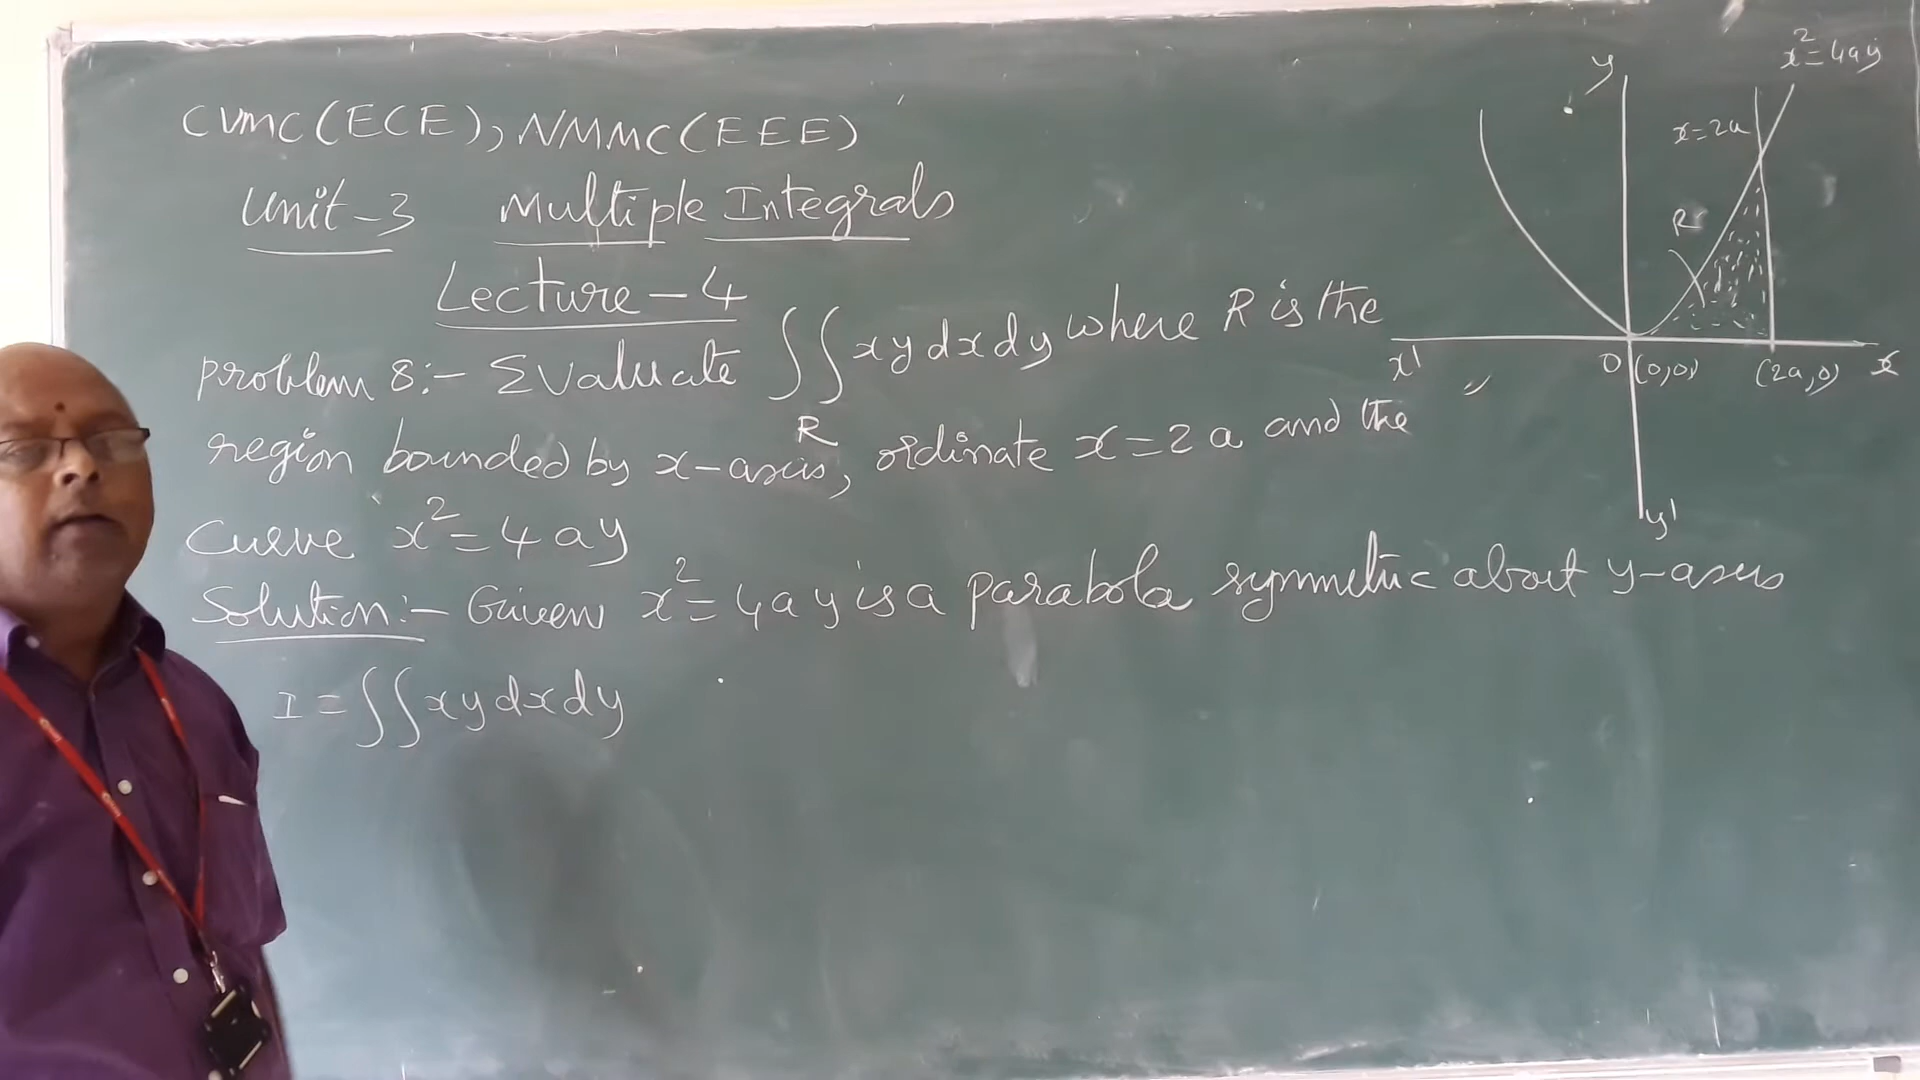 CVMC (ECE), NMMC (EEE)
Unit-3 Multiple Integrals
Lecture-4
problem 8:- Evaluate ∬ xy dx dy where R is the
R
region bounded by x-axis, ordinate x=2a and the
Curve x²=4ay
Solution:- Given x²=4ay is a parabola symmetric about y-axis
I = ∬ xy dx dy
y
x²=4ay
x=2a
R
x'
O (0,0)
(2a,0)
x
y'